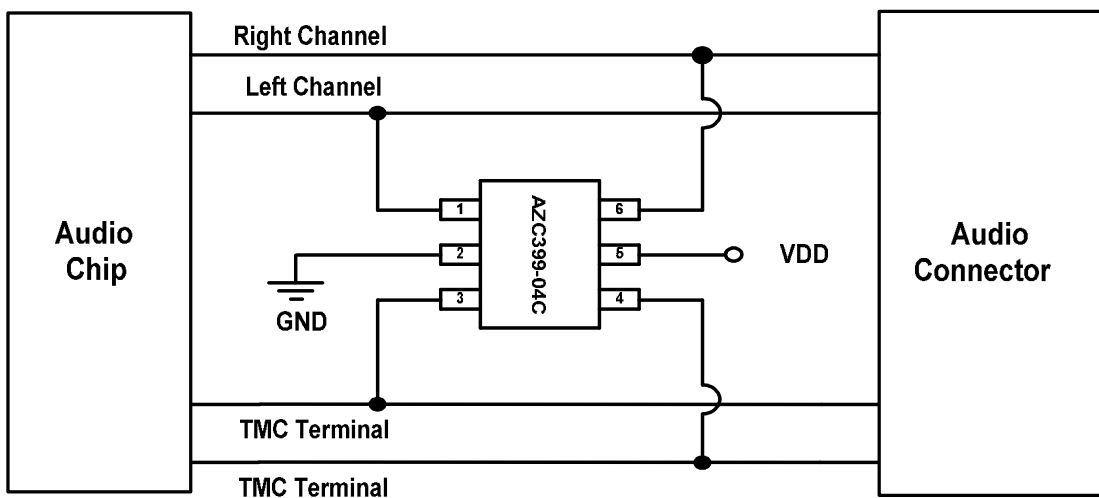 Right Channel
Left Channel
Audio
Chip
AZC399-04C
1
2
3
6
5
4
VDD
GND
Audio
Connector
TMC Terminal
TMC Terminal